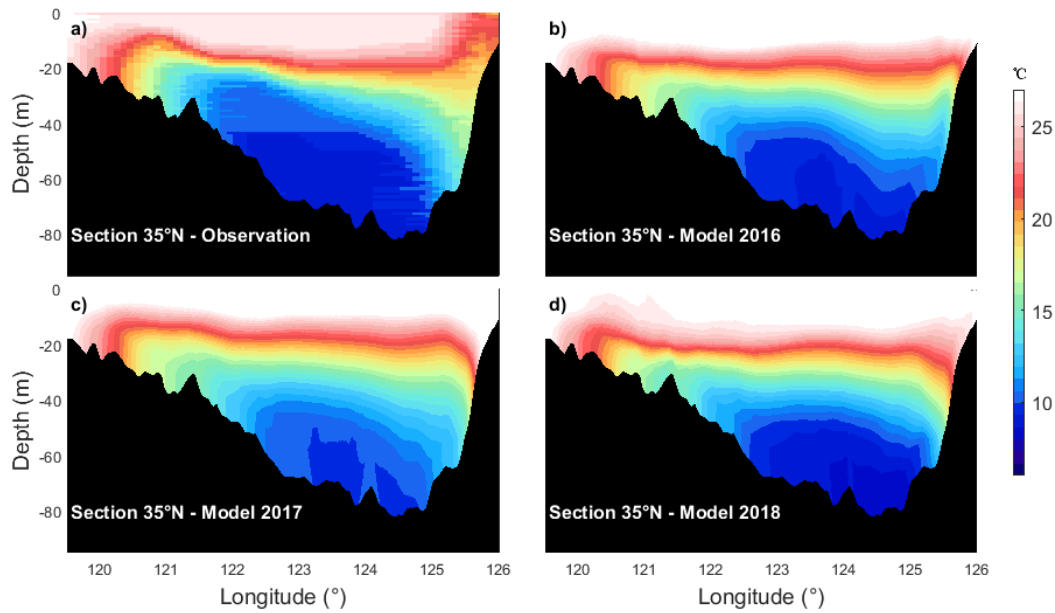 a)
0
-20
-40
-60
-80
Depth (m)
Section 35°N - Observation
b)
Section 35°N - Model 2016
℃
25
20
15
10
c)
0
-20
-40
-60
-80
Depth (m)
Section 35°N - Model 2017
120 121 122 123 124 125 126
Longitude (°)
d)
Section 35°N - Model 2018
120 121 122 123 124 125 126
Longitude (°)